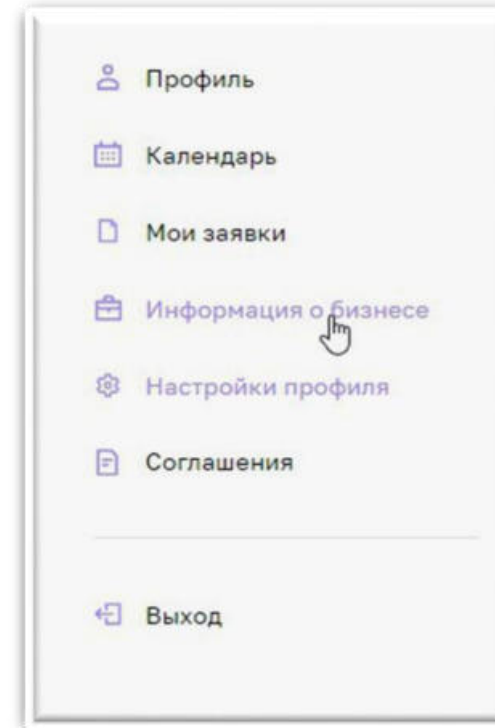 Профиль
Календарь
Мои заявки
Информация о бизнесе
Настройки профиля
Соглашения
Выход